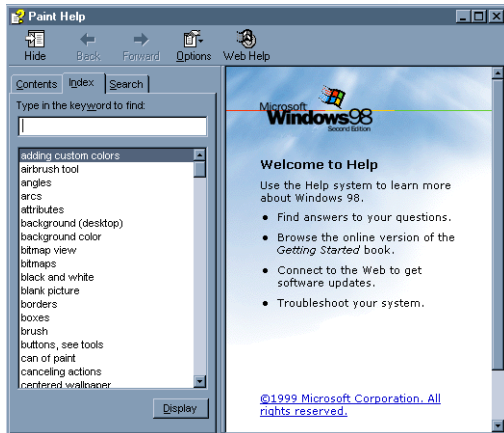 Paint Help
Hide Back Forward Options Web Help
Contents Index Search
Type in the keyword to find:
adding custom colors
airbrush tool
angles
arcs
attributes
background (desktop)
background color
bitmap view
bitmaps
black and white
blank picture
borders
boxes
brush
buttons, see tools
can of paint
canceling actions
centered wallpaper
Display
Microsoft
Windows98
Second Edition
Welcome to Help
Use the Help system to learn more
about Windows 98.
• Find answers to your questions.
• Browse the online version of the
Getting Started book.
• Connect to the Web to get
software updates.
• Troubleshoot your system.
©1999 Microsoft Corporation. All
rights reserved.